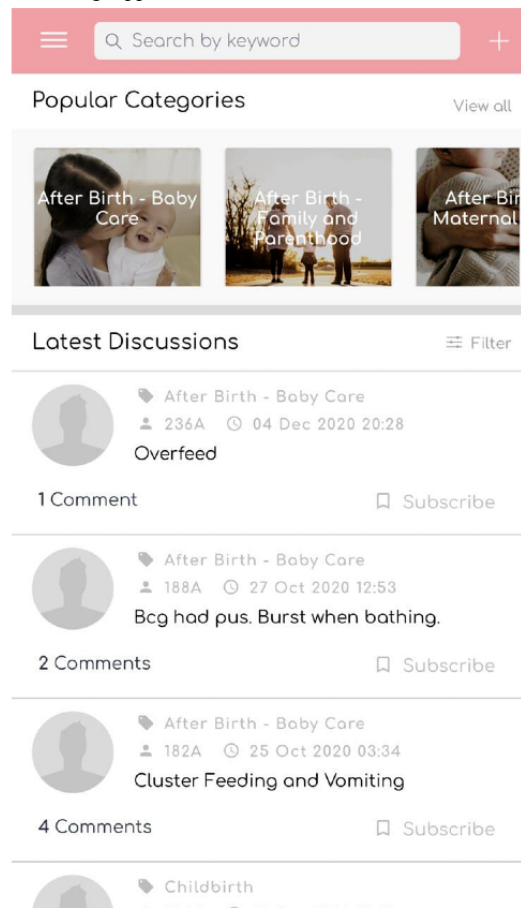 Search by keyword
Popular Categories
View all
After Birth - Baby
Care
After Birth -
Family and
Parenthood
After Bir
Maternal
Latest Discussions
Filter
After Birth - Baby Care
236A 04 Dec 2020 20:28
Overfeed
1 Comment
Subscribe
After Birth - Baby Care
188A 27 Oct 2020 12:53
Bcg had pus. Burst when bathing.
2 Comments
Subscribe
After Birth - Baby Care
182A 25 Oct 2020 03:34
Cluster Feeding and Vomiting
4 Comments
Subscribe
Childbirth